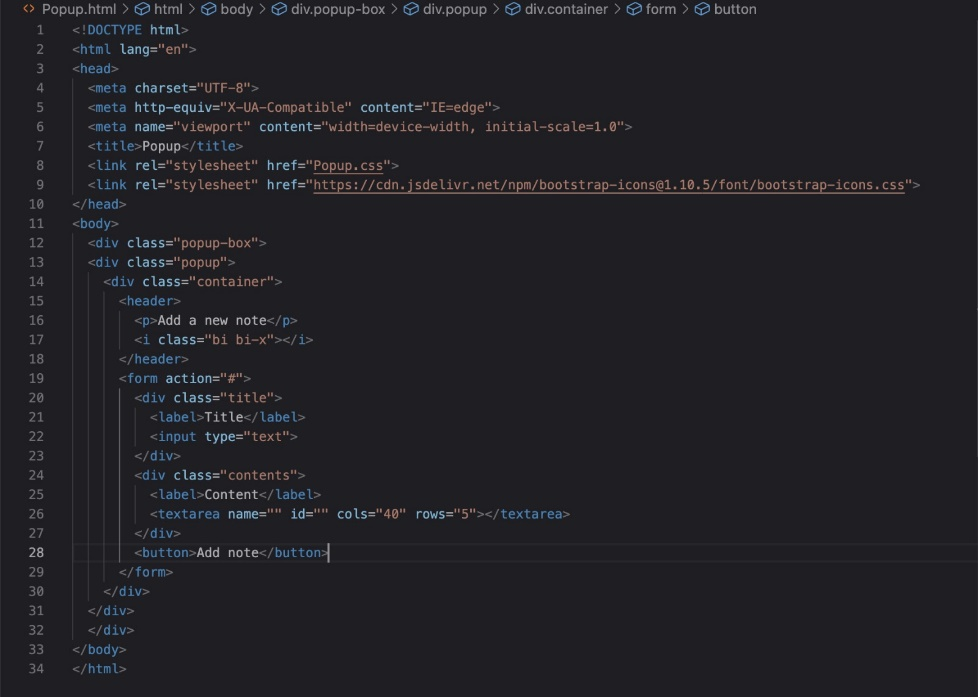 Popup.html > html > body > div.popup-box > div.popup > div.container > form > button
1 <!DOCTYPE html>
2 <html lang="en">
3 <head>
4   <meta charset="UTF-8">
5   <meta http-equiv="X-UA-Compatible" content="IE=edge">
6   <meta name="viewport" content="width=device-width, initial-scale=1.0">
7   <title>Popup</title>
8   <link rel="stylesheet" href="Popup.css">
9   <link rel="stylesheet" href="https://cdn.jsdelivr.net/npm/bootstrap-icons@1.10.5/font/bootstrap-icons.css">
10 </head>
11 <body>
12   <div class="popup-box">
13   <div class="popup">
14     <div class="container">
15       <header>
16         <p>Add a new note</p>
17         <i class="bi bi-x"></i>
18       </header>
19       <form action="#">
20         <div class="title">
21           <label>Title</label>
22           <input type="text">
23         </div>
24         <div class="contents">
25           <label>Content</label>
26           <textarea name="" id="" cols="40" rows="5"></textarea>
27         </div>
28         <button>Add note</button>
29       </form>
30     </div>
31   </div>
32   </div>
33 </body>
34 </html>